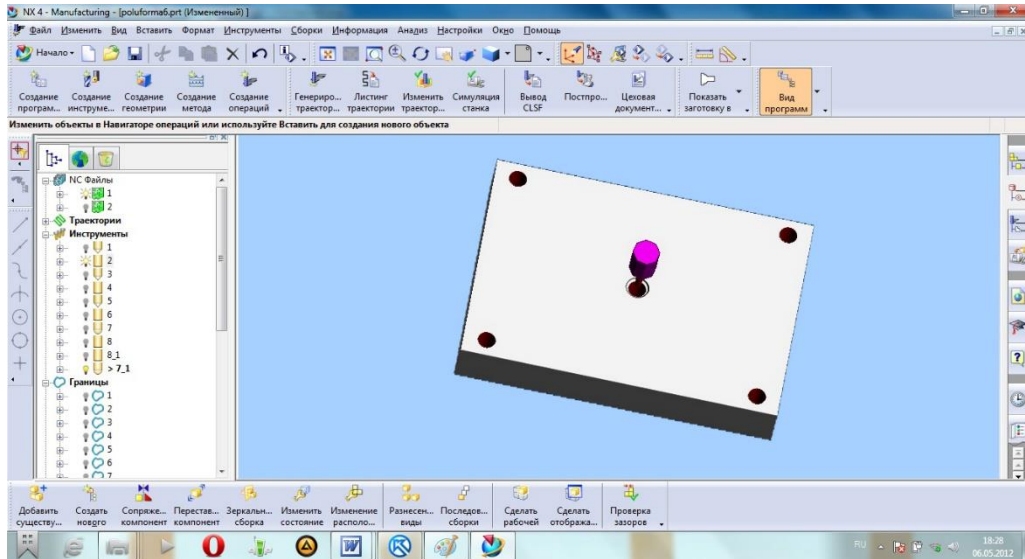 NX 4 - Manufacturing - [poluforma6.prt (Измененный) ]
Файл Изменить Вид Вставить Формат Инструменты Сборки Информация Анализ Настройки Окно Помощь
Начало
Создание програм... Создание инструме... Создание геометрии Создание метода Создание операций Генериро... траектор... Листинг траектории Изменить траектор... Симуляция станка Вывод CLSF Постпро... Цеховая документ... Показать заготовку в Вид программ
Изменить объекты в Навигаторе операций или используйте Вставить для создания нового объекта
NC Файлы
1
2
Траектории
Инструменты
1
2
3
4
5
6
7
8
8_1
> 7_1
Границы
1
2
3
4
5
6
7
Добавить существу... Создать нового Сопряже... компонент Перестав... компонент Зеркальн... сборка Изменить состояние Изменение располо... Разнесен... виды Последов... сборки Сделать рабочей Сделать отобража... Проверка зазоров
RU 18:28
06.05.2012